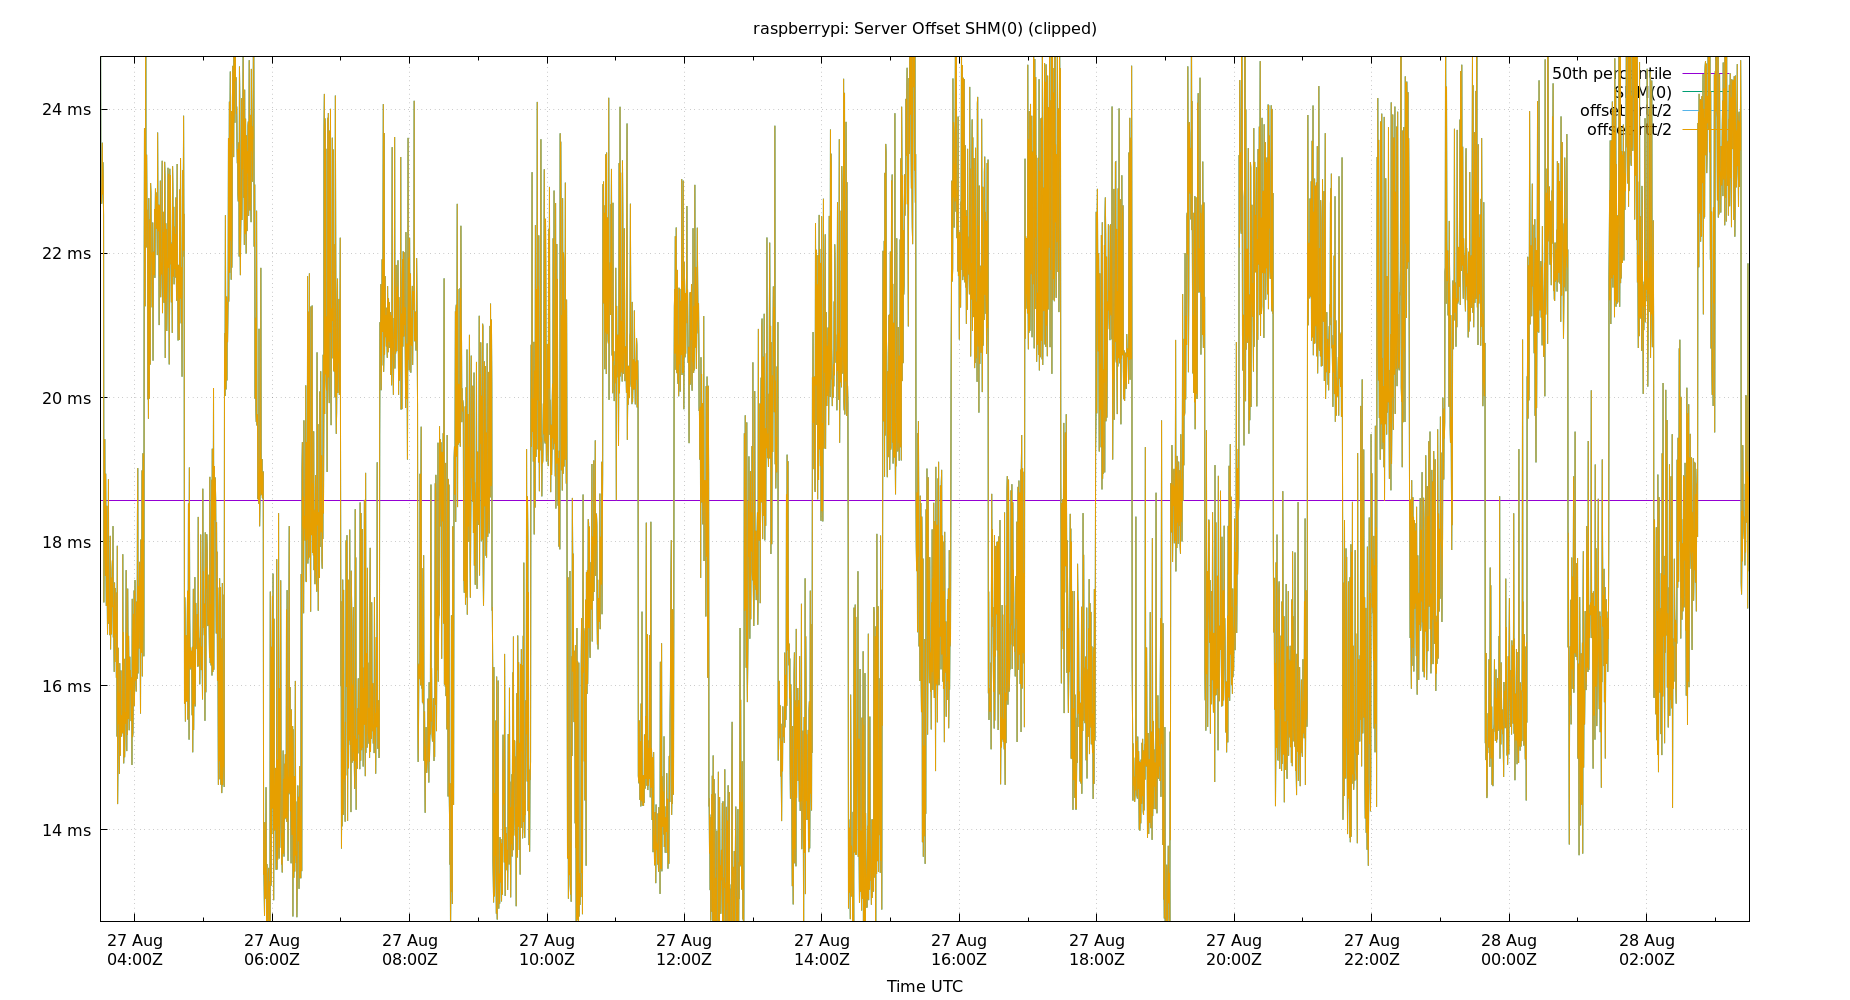 raspberrypi: Server Offset SHM(0) (clipped)
50th percentile
SHM(0)
24 ms
22 ms
20 ms
18 ms
16 ms
14 ms
27 Aug 27 Aug 27 Aug 27 Aug 27 Aug 27 Aug 27 Aug 27 Aug 27 Aug 27 Aug 28 Aug 28 Aug
04:00Z 06:00Z 08:00Z 10:00Z 12:00Z 14:00Z 16:00Z 18:00Z 20:00Z 22:00Z 00:00Z 02:00Z
Time UTC